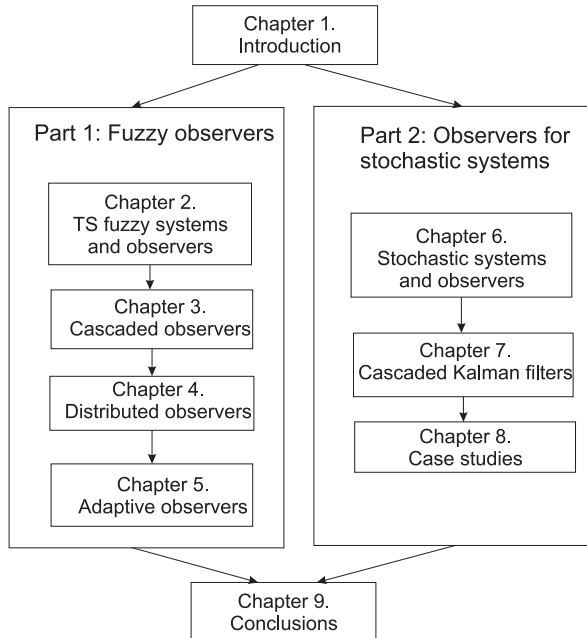 Chapter 1.
Introduction
Part 1: Fuzzy observers
Chapter 2.
TS fuzzy systems
and observers
Chapter 3.
Cascaded observers
Chapter 4.
Distributed observers
Chapter 5.
Adaptive observers
Part 2: Observers for
stochastic systems
Chapter 6.
Stochastic systems
and observers
Chapter 7.
Cascaded Kalman filters
Chapter 8.
Case studies
Chapter 9.
Conclusions